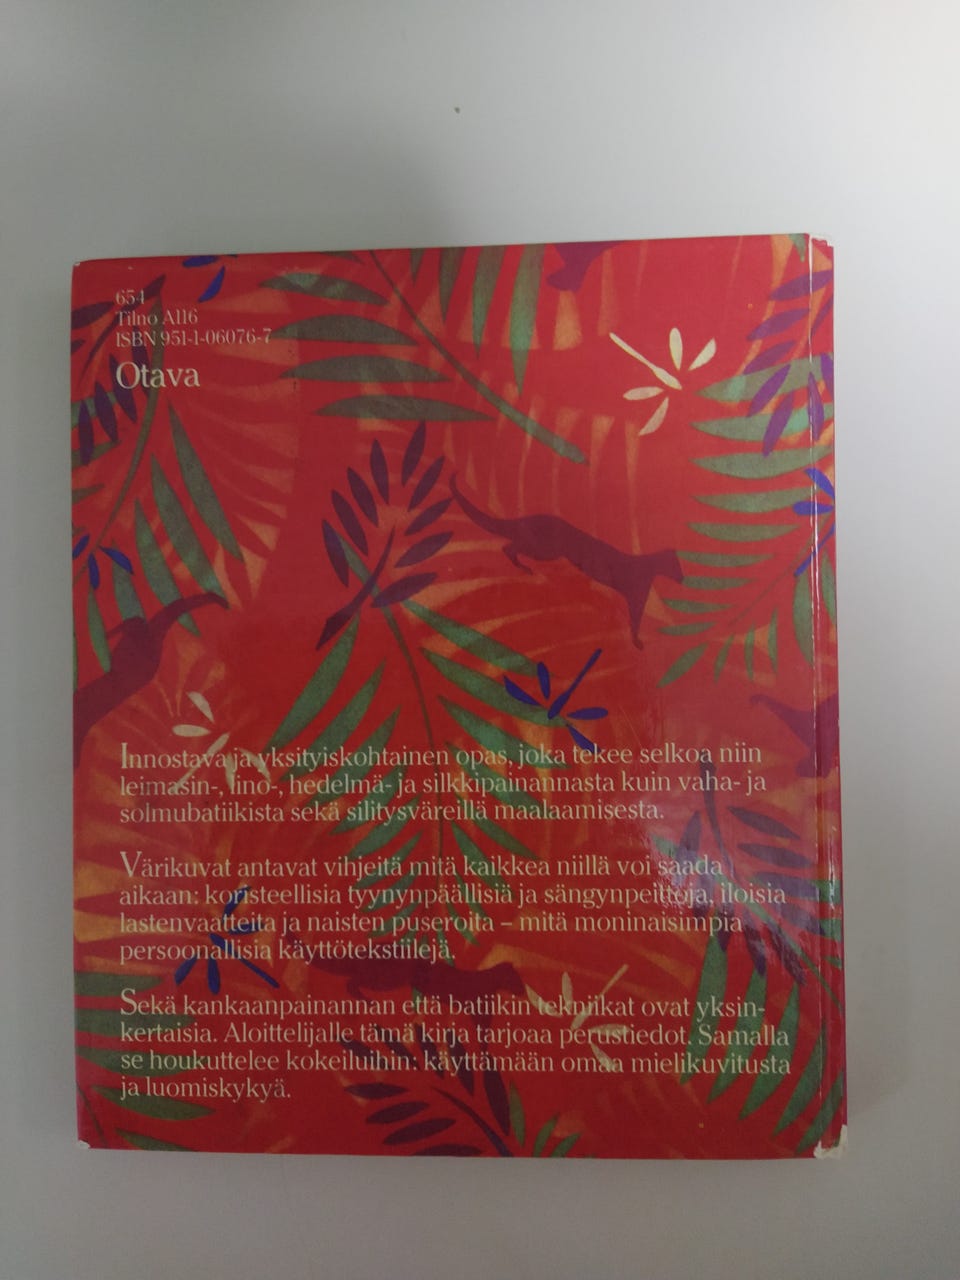 654
Tilno A116
ISBN 951-1-06076-7
Otava
Innostava ja yksityiskohtainen opas, joka tekee selkoa niin
leimasin-, lino-, hedelmä- ja silkkipainannasta kuin vaha- ja
solmubatiikista sekä silitysväreillä maalaamisesta.
Värikuvat antavat vihjeitä mitä kaikkea niillä voi saada
aikaan: koristeellisia tyynynpäällisiä ja sängynpeittoja, iloisia
lastenvaatteita ja naisten puseroita – mitä moninaisimpia
persoonallisia käyttötekstiilejä.
Sekä kankaanpainannan että batiikin tekniikat ovat yksin-
kertaisia. Aloittelijalle tämä kirja tarjoaa perustiedot. Samalla
se houkuttelee kokeiluihin: käyttämään omaa mielikuvitusta
ja luomiskykyä.